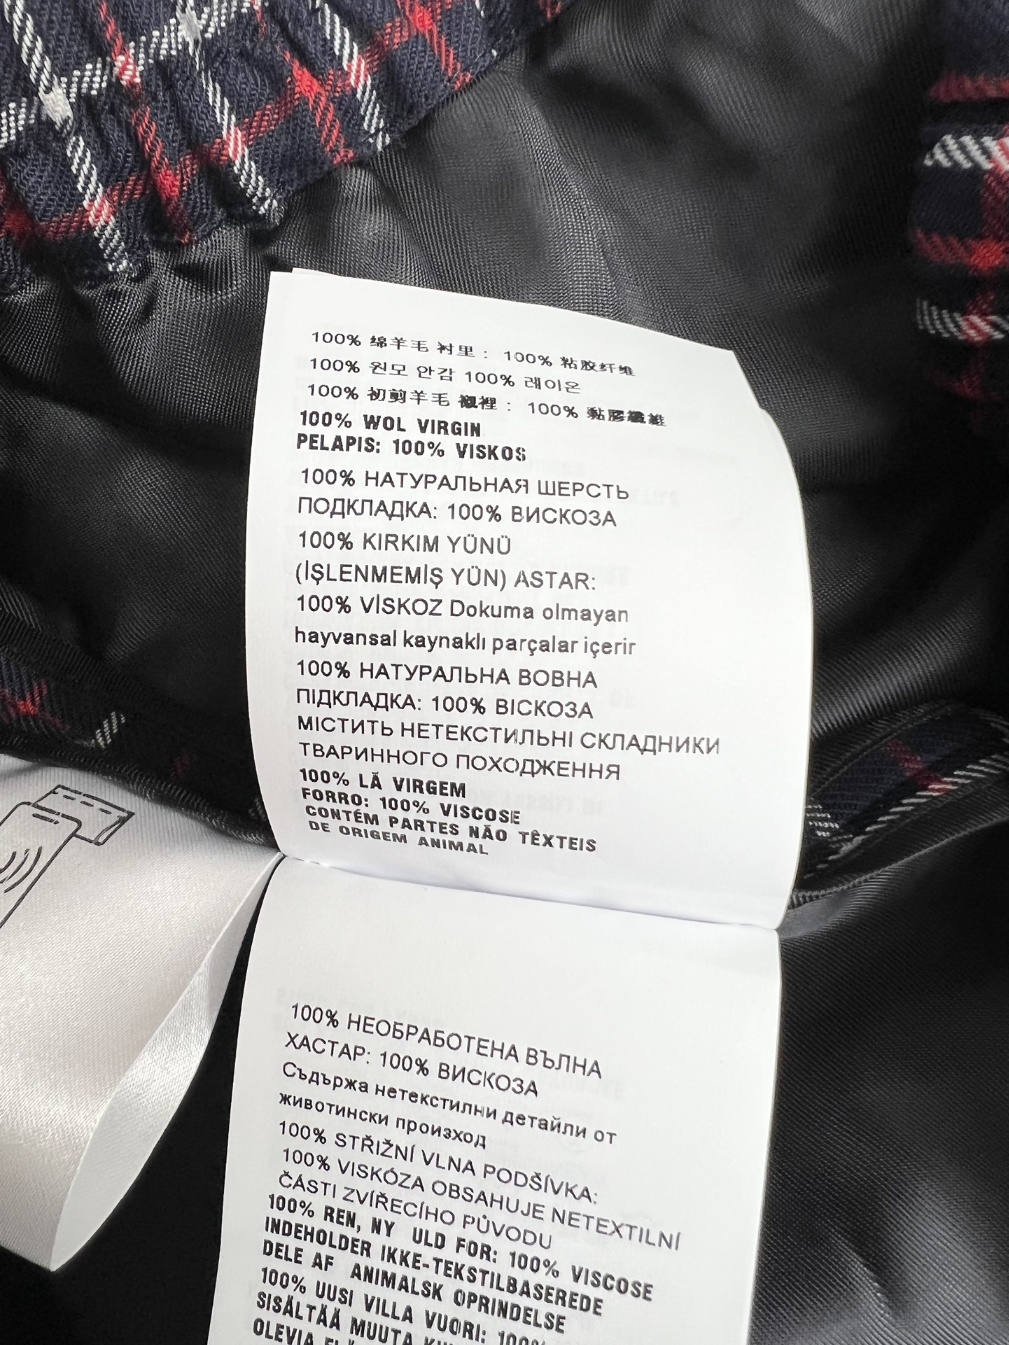 100% 绵羊毛 衬里： 100% 粘胶纤维
100% 원모 안감 100% 레이온
100% 初剪羊毛 襯裡： 100% 黏膠纖維
100% WOL VIRGIN
PELAPIS: 100% VISKOS
100% НАТУРАЛЬНАЯ ШЕРСТЬ
ПОДКЛАДКА: 100% ВИСКОЗА
100% KIRKIM YÜNÜ
(İŞLENMEMİŞ YÜN) ASTAR:
100% VİSKOZ Dokuma olmayan
hayvansal kaynaklı parçalar içerir
100% НАТУРАЛЬНА ВОВНА
ПІДКЛАДКА: 100% ВІСКОЗА
МІСТИТЬ НЕТЕКСТИЛЬНІ СКЛАДНИКИ
ТВАРИННОГО ПОХОДЖЕННЯ
100% LÃ VIRGEM
FORRO: 100% VISCOSE
CONTÉM PARTES NÃO TÊXTEIS
DE ORIGEM ANIMAL
100% НЕОБРАБОТЕНА ВЪЛНА
ХАСТАР: 100% ВИСКОЗА
Съдържа нетекстилни детайли от
животински произход
100% STŘIŽNÍ VLNA PODŠÍVKA:
100% VISKÓZA OBSAHUJE NETEXTILNÍ
ČÁSTI ZVÍŘECÍHO PŮVODU
100% REN, NY ULD FOR: 100% VISCOSE
INDEHOLDER IKKE-TEKSTILBASEREDE
DELE AF ANIMALSK OPRINDELSE
100% UUSI VILLA VUORI: 100%
SISÄLTÄÄ MUUTA
OLEVIA